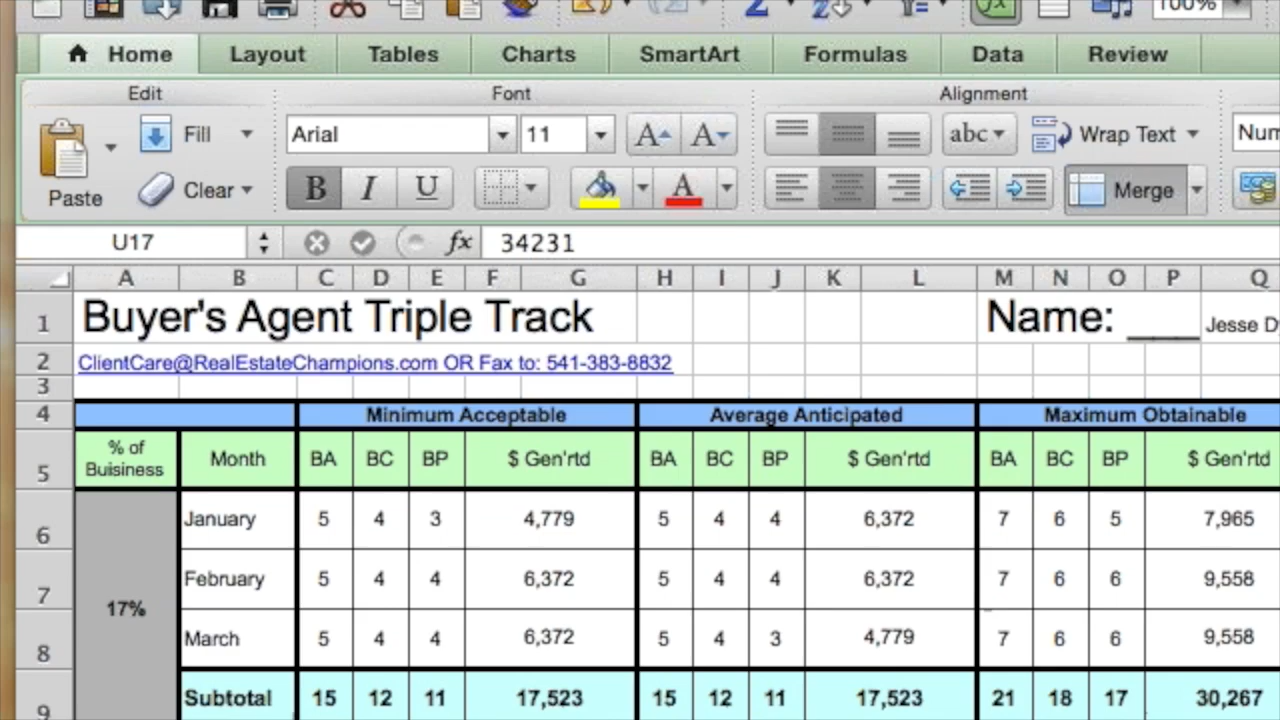 100%
Home Layout Tables Charts SmartArt Formulas Data Review
Edit Font Alignment
Fill Arial 11 A A abc Wrap Text Num
Paste Clear B I U A Merge
U17 fx 34231
A B C D E F G H I J K L M N O P Q
1 Buyer's Agent Triple Track Name: ____ Jesse D
2 ClientCare@RealEstateChampions.com OR Fax to: 541-383-8832
3
4 Minimum Acceptable Average Anticipated Maximum Obtainable
5 % of Buisiness Month BA BC BP $ Gen'rtd BA BC BP $ Gen'rtd BA BC BP $ Gen'rtd
6 January 5 4 3 4,779 5 4 4 6,372 7 6 5 7,965
7 17% February 5 4 4 6,372 5 4 4 6,372 7 6 6 9,558
8 March 5 4 4 6,372 5 4 3 4,779 7 6 6 9,558
9 Subtotal 15 12 11 17,523 15 12 11 17,523 21 18 17 30,267